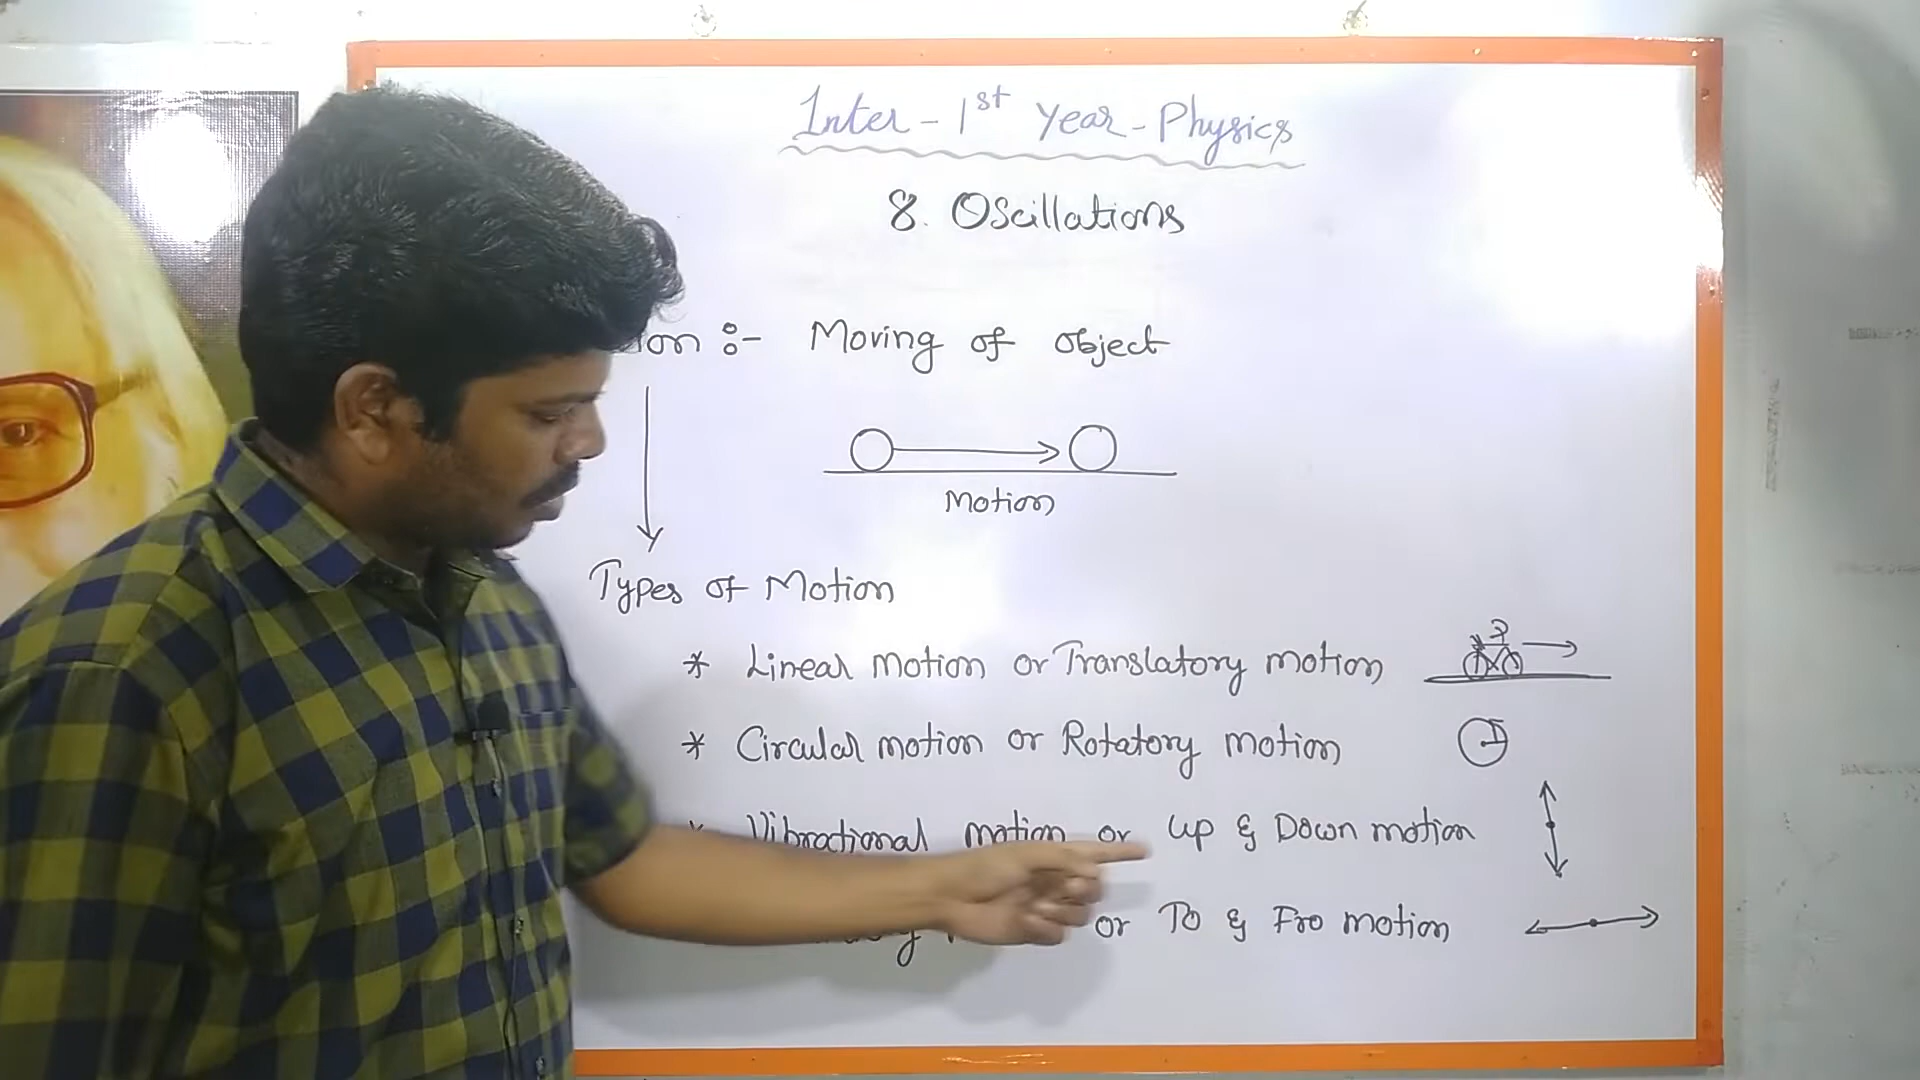 Inter - 1st Year - Physics
8. Oscillations
:- Moving of object
Motion
Types of Motion
* Linear motion or Translatory motion
* Circular motion or Rotatory motion
* Vibrational motion or Up & Down motion
or To & Fro motion